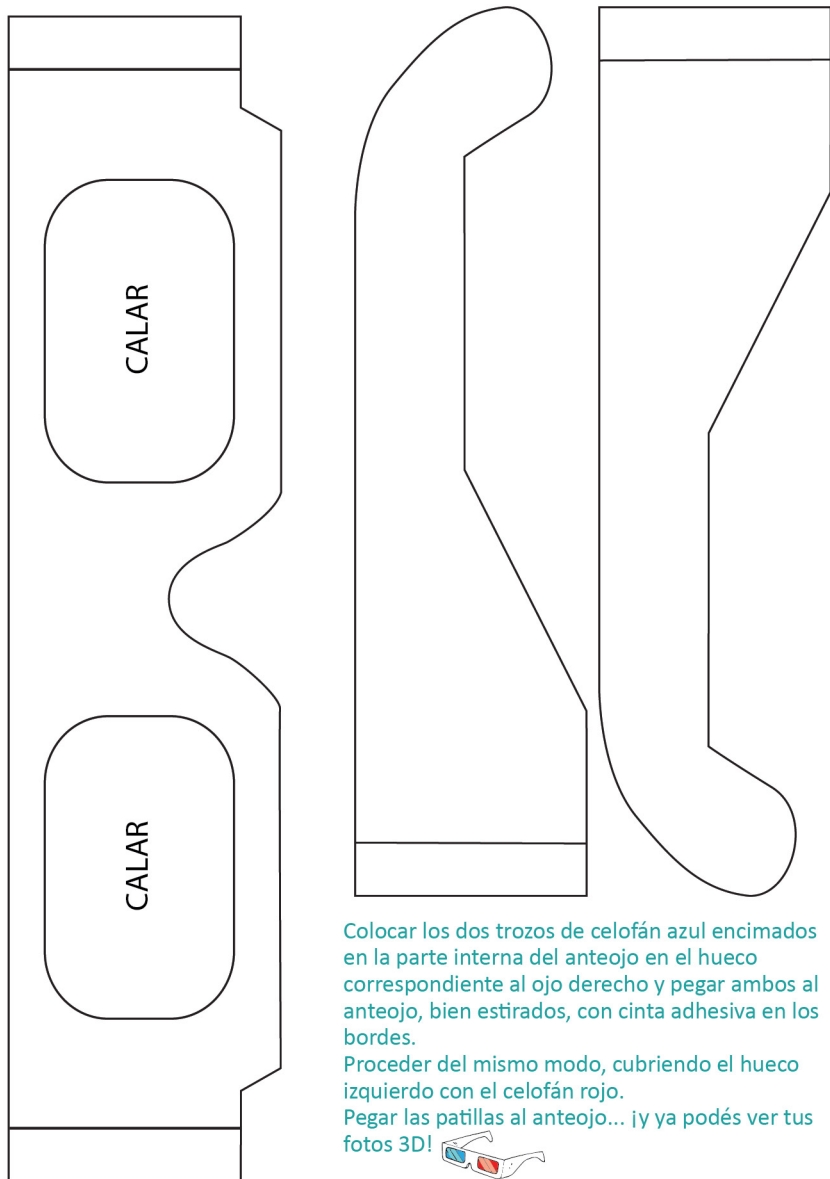 CALAR
CALAR
Colocar los dos trozos de celofán azul encimados
en la parte interna del anteojo en el hueco
correspondiente al ojo derecho y pegar ambos al
anteojo, bien estirados, con cinta adhesiva en los
bordes.
Proceder del mismo modo, cubriendo el hueco
izquierdo con el celofán rojo.
Pegar las patillas al anteojo... ¡y ya podés ver tus
fotos 3D!